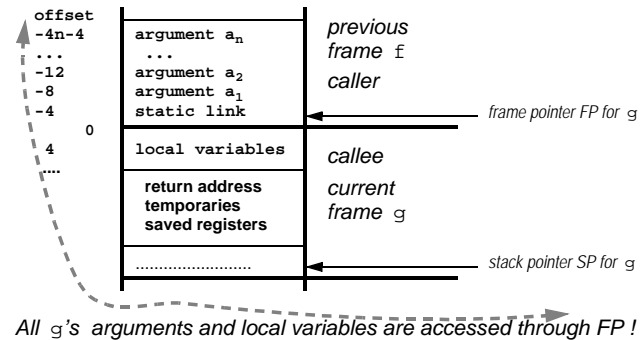 offset
-4n-4 argument an previous
... ... frame f
-12 argument a2 caller
-8 argument a1
-4 static link frame pointer FP for g
0
4 local variables callee
....
return address current
temporaries frame g
saved registers
........................ stack pointer SP for g
All g's arguments and local variables are accessed through FP !